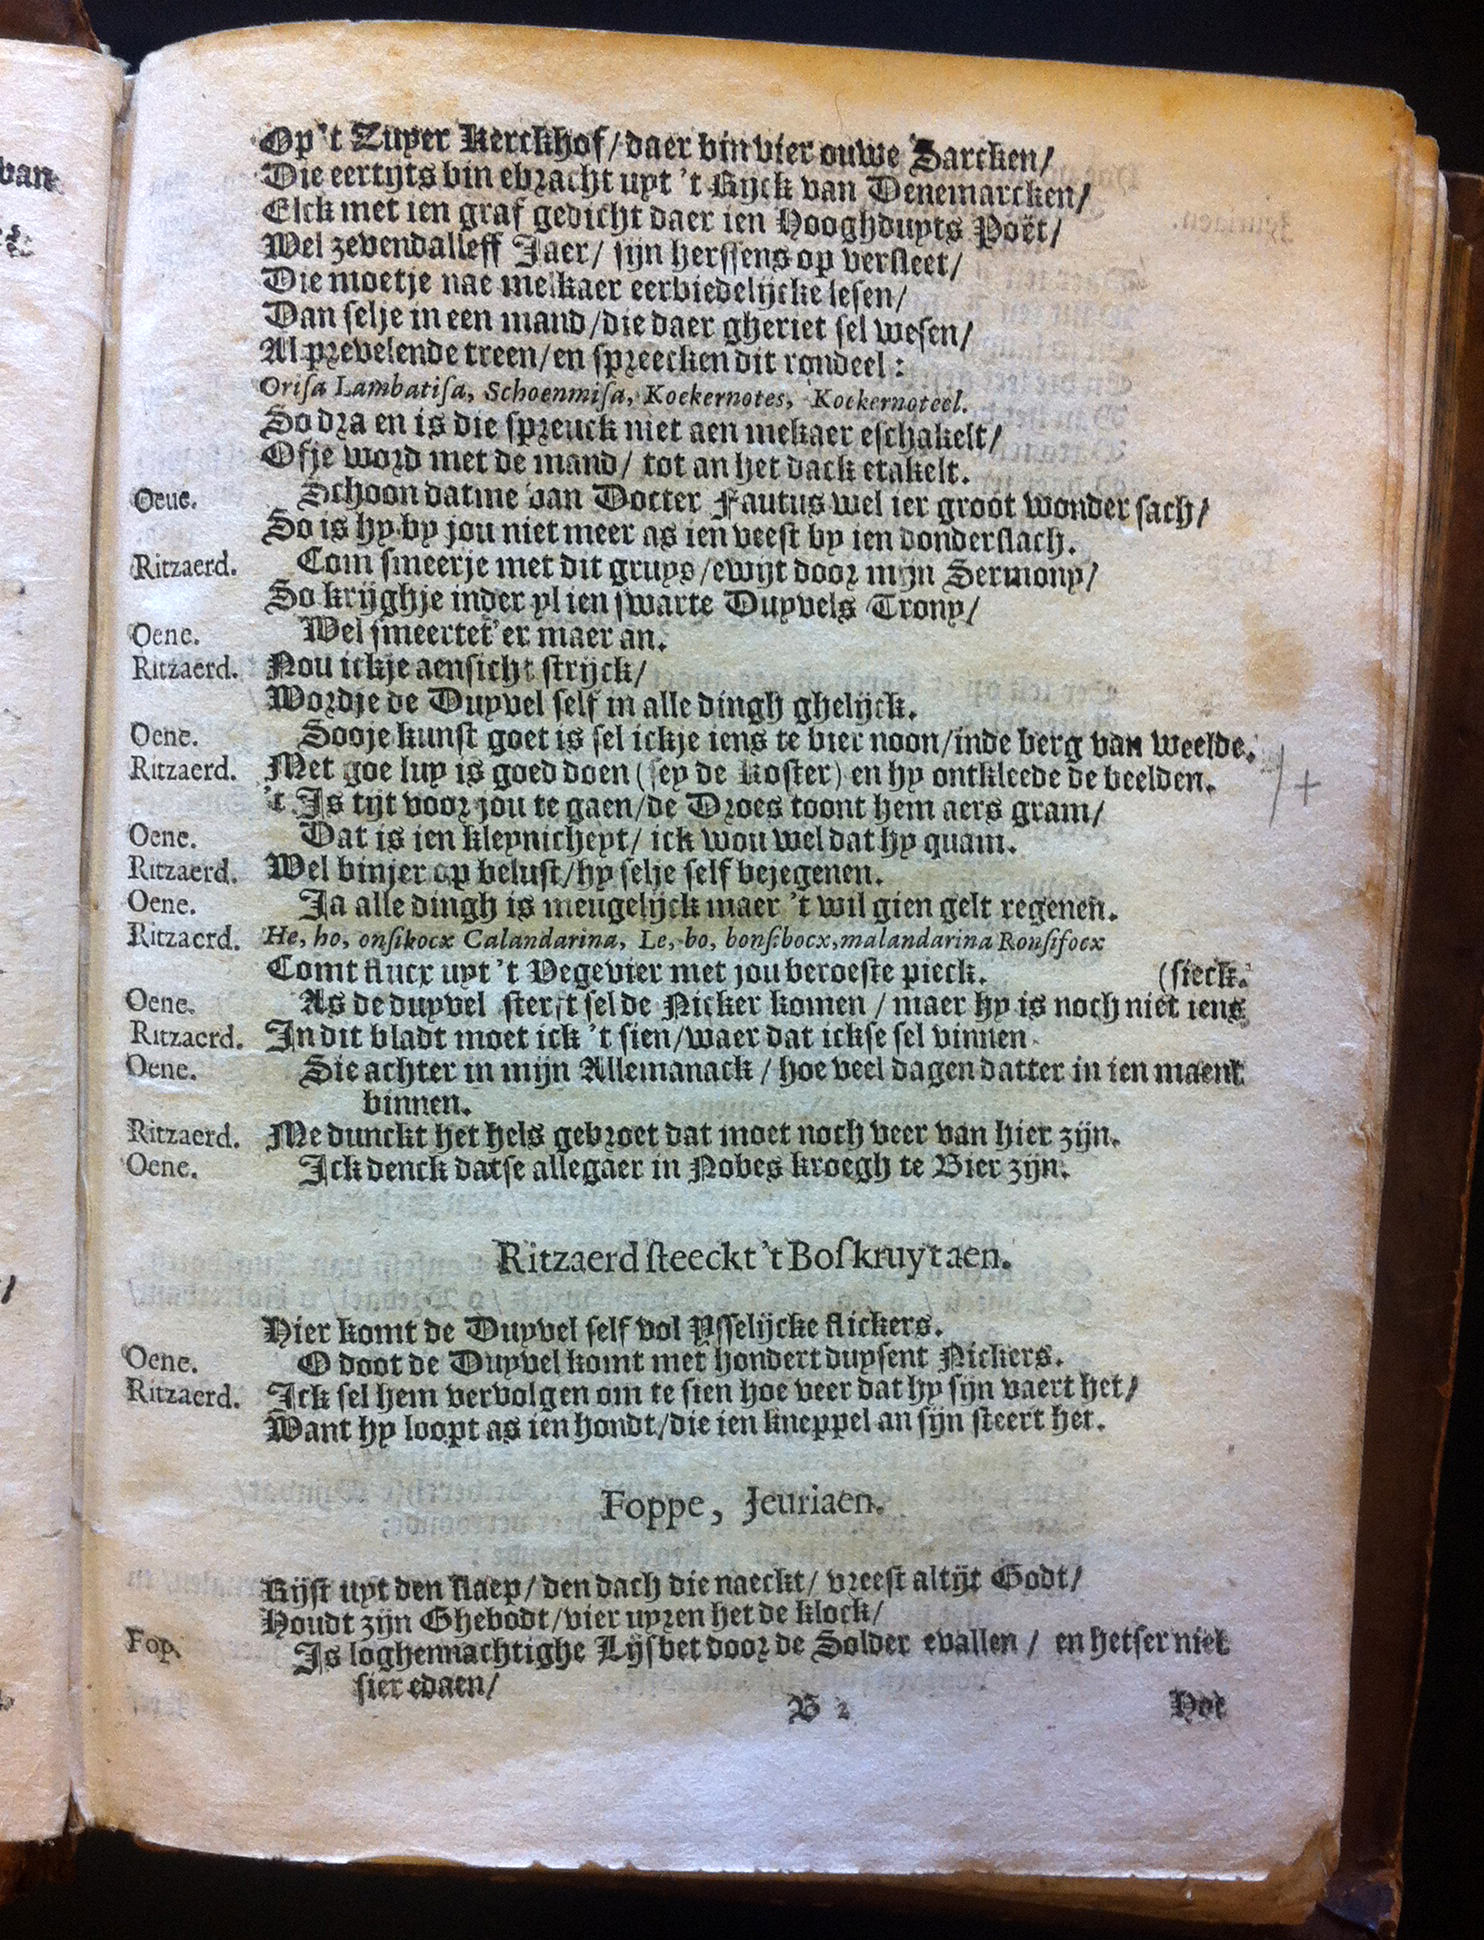 Op 't Zuyer Kerckhof / daer bin vier ouwe Sarcken /
Die eertijts bin ebracht uyt 't Rijck van Denemarcken /
Elck met ien graf gedicht daer ien Hooghduyts Poët /
Wel zevendalleff Jaer / sijn herssens op versleet /
Die moetje nae melkaer eerbiedelijcke lesen /
Dan selje in een mand / die daer gheriet sel wesen /
Al prevelende treen / en spreecken dit rondeel :
Orisa Lambatisa, Schoenmisa, Koekernotes, Koekernoteel.
So dra en is die spreuck niet aen mekaer eschakelt /
Of je word met de mand / tot an het dack etakelt.
Oene. Schoon datme van Docter Fautus wel ier groot wonder sach /
So is hy by jou niet meer as ien veest by ien donderslach.
Ritzaerd. Com smeerje met dit gruys / ewijt door mijn Sermony /
So krijghje inder yl ien swarte Duyvels Trony /
Oene. Wel smeertet'er maer an.
Ritzaerd. Nou ickje aensicht strijck /
Wordje de Duyvel self in alle dingh ghelijck.
Oene. Sooje kunst goet is sel ickje iens te vier noon / inde berg van weelde.
Ritzaerd. Met goe luy is goed doen (sey de Koster) en hy ontkleede de beelden.
't Is tijt voor jou te gaen / de Droes toont hem aers gram /
Oene. Dat is ien kleynicheyt / ick wou wel dat hy quam.
Ritzaerd. Wel binjer op belust / hy selje self bejegenen.
Oene. Ja alle dingh is meugelijck maer 't wil gien gelt regenen.
Ritzaerd. He, ho, onsikocx Calandarina, Le, bo, bonsibocx, malandarina Ronsifocx
Comt flucx uyt 't Vegevier met jou beroeste pieck. (sieck.
Oene. As de duyvel sterft sel de Nicker komen / maer hy is noch niet iens
Ritzaerd. In dit bladt moet ick 't sien / waer dat ickse sel vinnen
Oene. Sie achter in mijn Allemanack / hoe veel dagen datter in ien maent
binnen.
Ritzaerd. Me dunckt het hels gebroet dat moet noch veer van hier zijn.
Oene. Ick denck datse allegaer in Nobes kroegh te Bier zijn.
Ritzaerd steeckt 't Boskruyt aen.
Hier komt de Duyvel self vol Ysselijcke flickers.
Oene. O doot de Duyvel komt met hondert duysent Nickers.
Ritzaerd. Ick sel hem vervolgen om te sien hoe veer dat hy sijn vaert het /
Want hy loopt as ien hondt / die ien kneppel an sijn steert het.
Foppe, Jeuriaen.
Rijst uyt den slaep / den dach die naeckt / vreest altijt Godt /
Houdt zijn Ghebodt / vier uyren het de klock /
Fop. Is loghennachtighe Lijsbet door de Solder evallen / en hetser niet
sier edaen /
B 2 Hoe